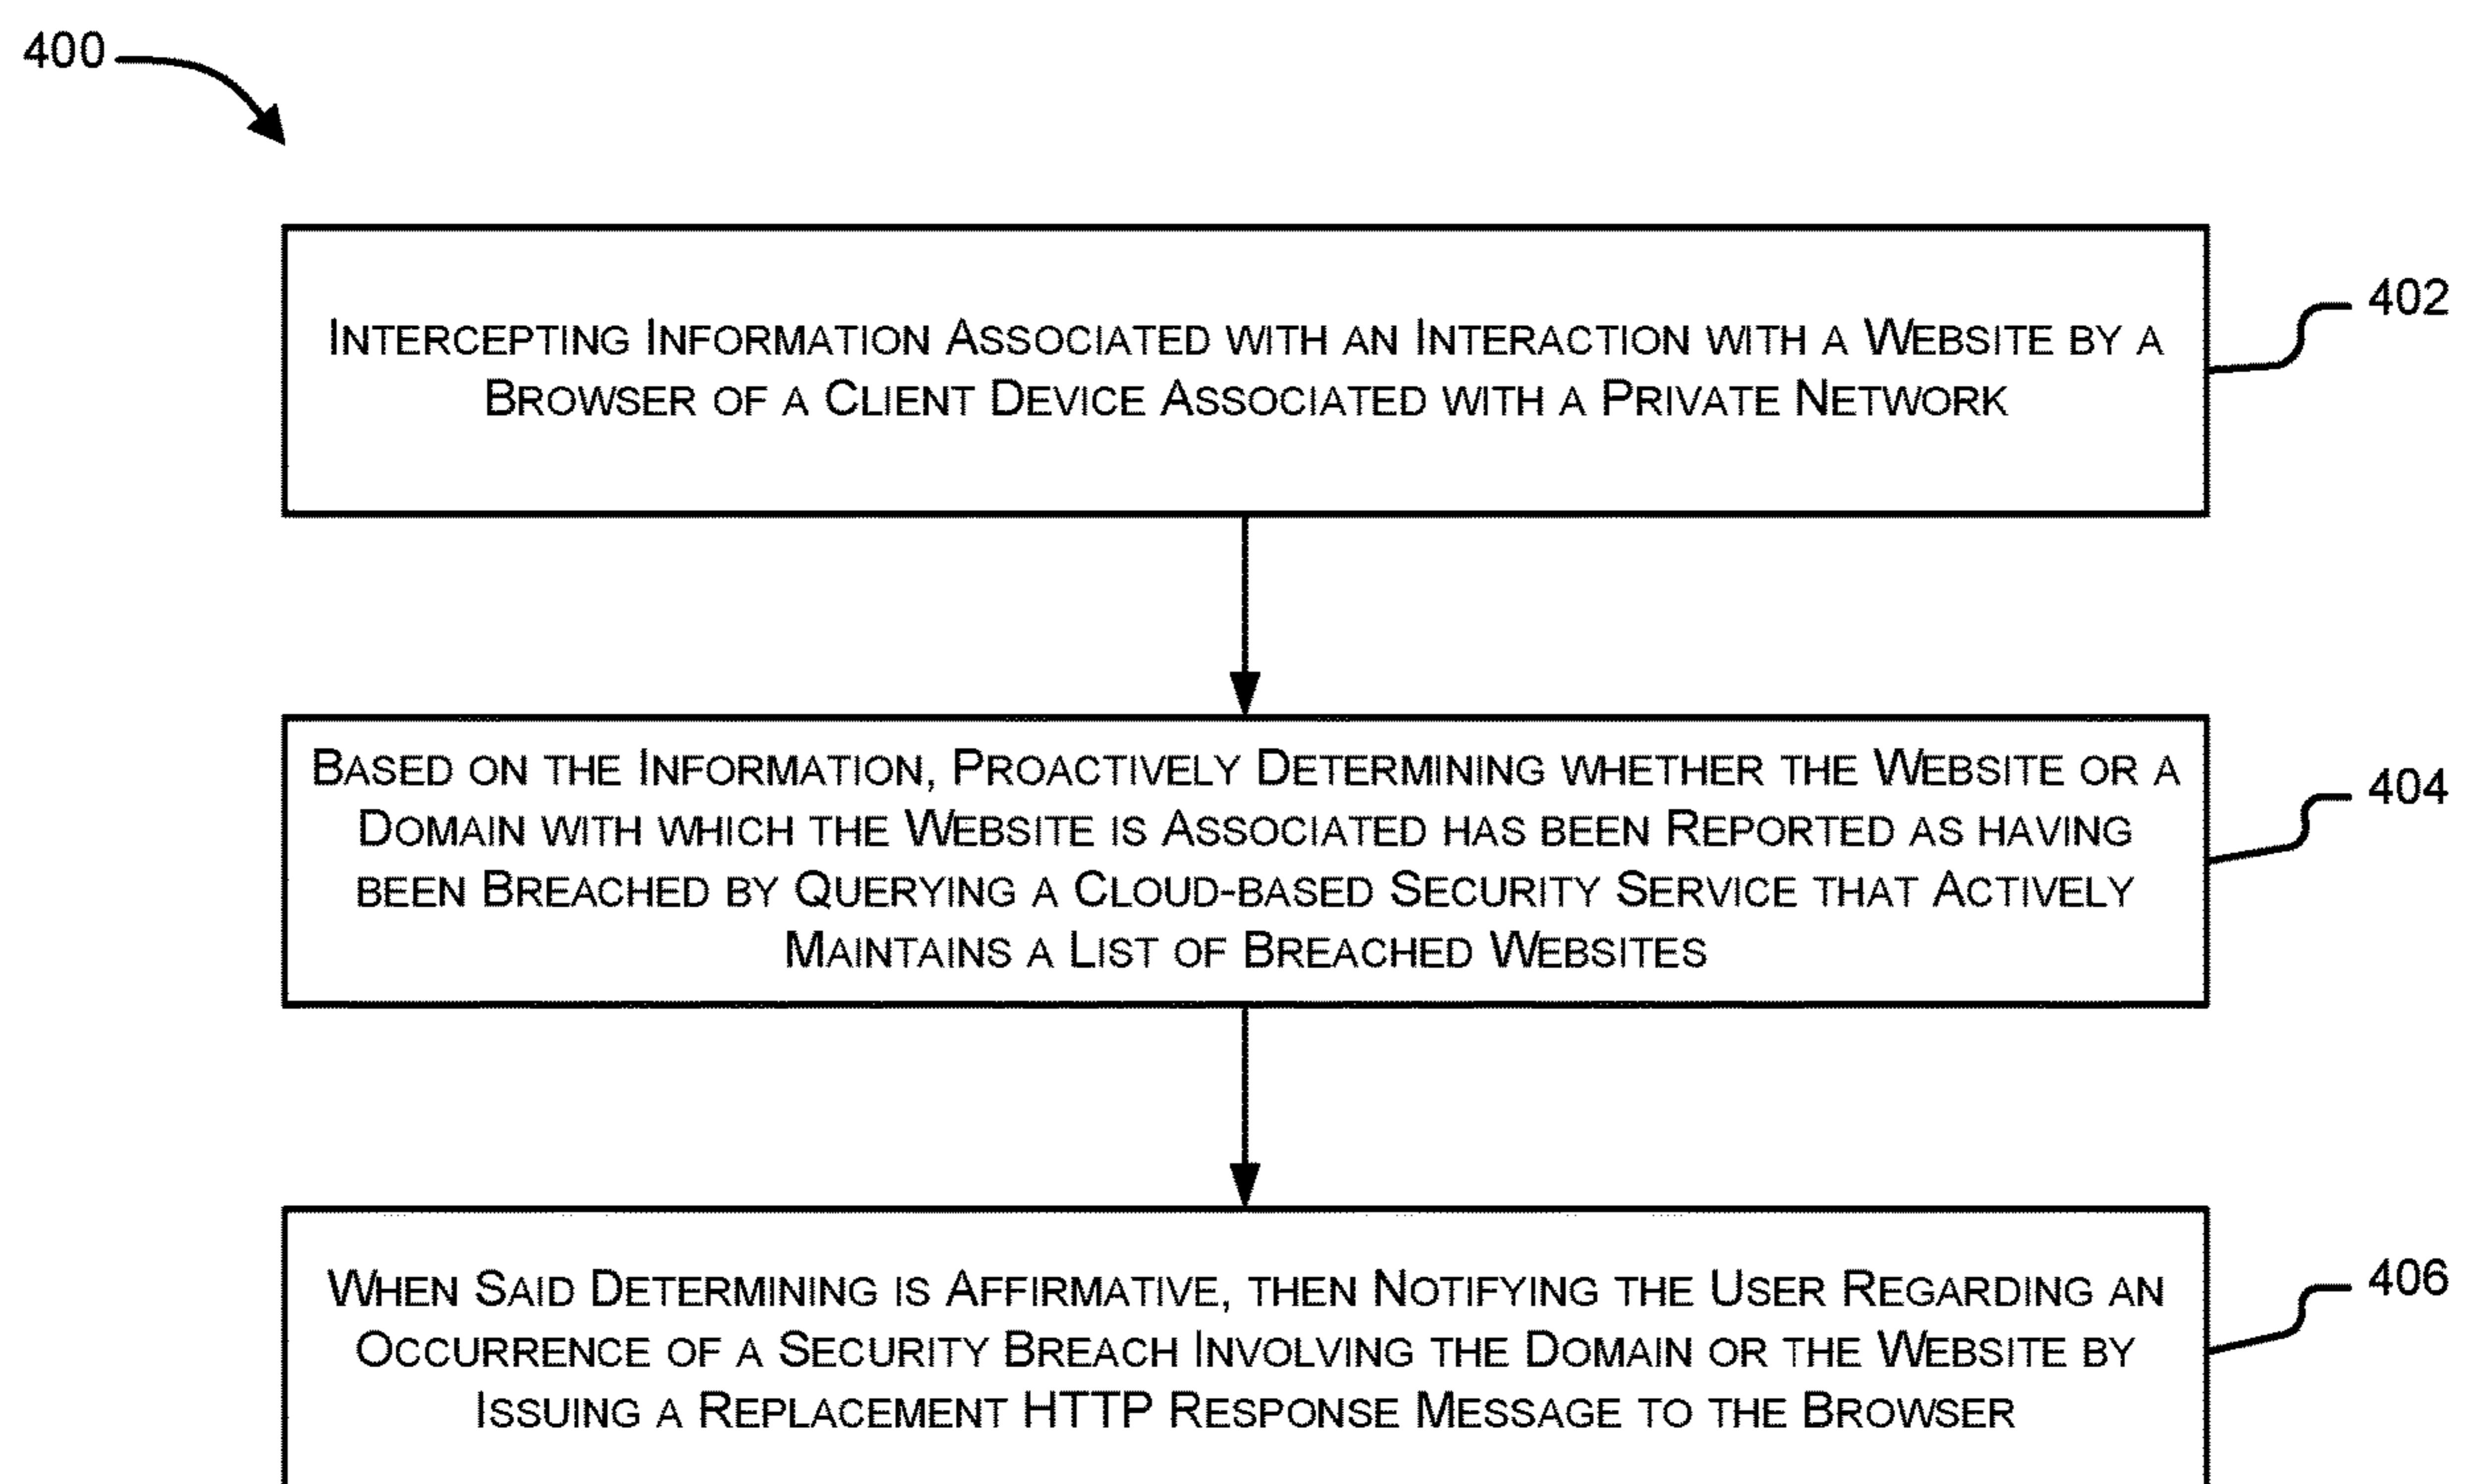 400
INTERCEPTING INFORMATION ASSOCIATED WITH AN INTERACTION WITH A WEBSITE BY A
BROWSER OF A CLIENT DEVICE ASSOCIATED WITH A PRIVATE NETWORK
402
BASED ON THE INFORMATION, PROACTIVELY DETERMINING WHETHER THE WEBSITE OR A
DOMAIN WITH WHICH THE WEBSITE IS ASSOCIATED HAS BEEN REPORTED AS HAVING
BEEN BREACHED BY QUERYING A CLOUD-BASED SECURITY SERVICE THAT ACTIVELY
MAINTAINS A LIST OF BREACHED WEBSITES
404
WHEN SAID DETERMINING IS AFFIRMATIVE, THEN NOTIFYING THE USER REGARDING AN
OCCURRENCE OF A SECURITY BREACH INVOLVING THE DOMAIN OR THE WEBSITE BY
ISSUING A REPLACEMENT HTTP RESPONSE MESSAGE TO THE BROWSER
406